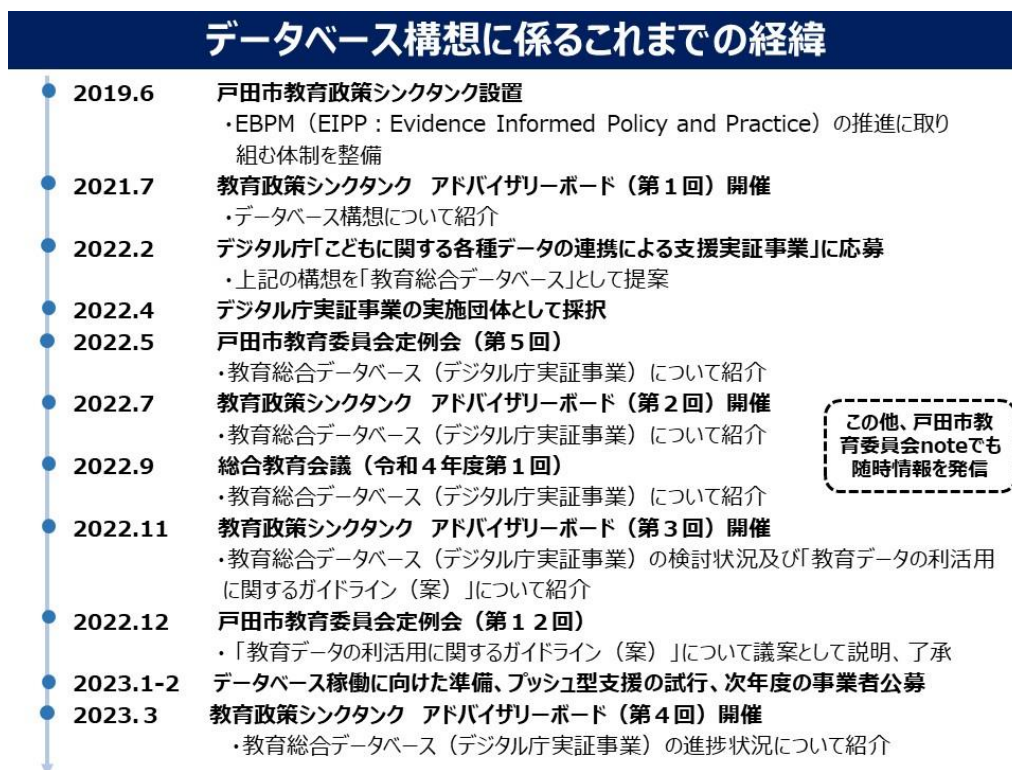 データベース構想に係るこれまでの経緯
2019.6 戸田市教育政策シンクタンク設置
・EBPM（EIPP：Evidence Informed Policy and Practice）の推進に取り
組む体制を整備
2021.7 教育政策シンクタンク　アドバイザリーボード（第１回）開催
・データベース構想について紹介
2022.2 デジタル庁「こどもに関する各種データの連携による支援実証事業」に応募
・上記の構想を「教育総合データベース」として提案
2022.4 デジタル庁実証事業の実施団体として採択
2022.5 戸田市教育委員会定例会（第５回）
・教育総合データベース（デジタル庁実証事業）について紹介
2022.7 教育政策シンクタンク　アドバイザリーボード（第２回）開催
・教育総合データベース（デジタル庁実証事業）について紹介
2022.9 総合教育会議（令和４年度第１回）
・教育総合データベース（デジタル庁実証事業）について紹介
この他、戸田市教
育委員会noteでも
随時情報を発信
2022.11 教育政策シンクタンク　アドバイザリーボード（第３回）開催
・教育総合データベース（デジタル庁実証事業）の検討状況及び「教育データの利活用
に関するガイドライン（案）」について紹介
2022.12 戸田市教育委員会定例会（第１２回）
・「教育データの利活用に関するガイドライン（案）」について議案として説明、了承
2023.1-2 データベース稼働に向けた準備、プッシュ型支援の試行、次年度の事業者公募
2023.3 教育政策シンクタンク　アドバイザリーボード（第４回）開催
・教育総合データベース（デジタル庁実証事業）の進捗状況について紹介